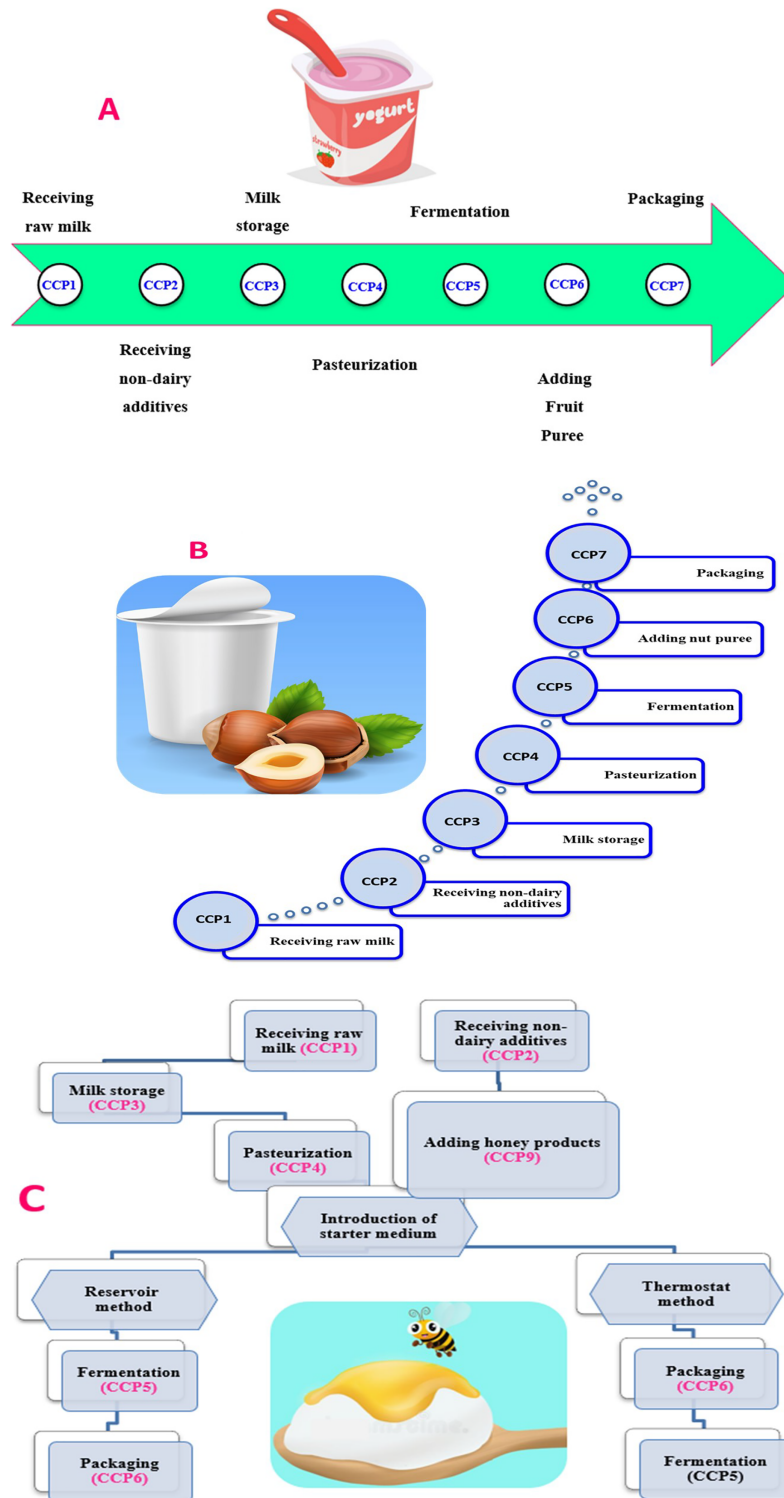 A
yogurt
strawberry
Receiving
raw milk
Milk
storage
Fermentation
Packaging
CCP1
CCP2
CCP3
CCP4
CCP5
CCP6
CCP7
Receiving
non-dairy
additives
Pasteurization
Adding
Fruit
Puree
B
CCP7
Packaging
CCP6
Adding nut puree
CCP5
Fermentation
CCP4
Pasteurization
CCP3
Milk storage
CCP2
Receiving non-dairy
additives
CCP1
Receiving raw milk
Receiving raw
milk (CCP1)
Receiving non-
dairy additives
(CCP2)
Milk storage
(CCP3)
Adding honey products
(CCP9)
Pasteurization
(CCP4)
C
Introduction of
starter medium
Reservoir
method
Thermostat
method
Fermentation
(CCP5)
Packaging
(CCP6)
Packaging
(CCP6)
Fermentation
(CCP5)